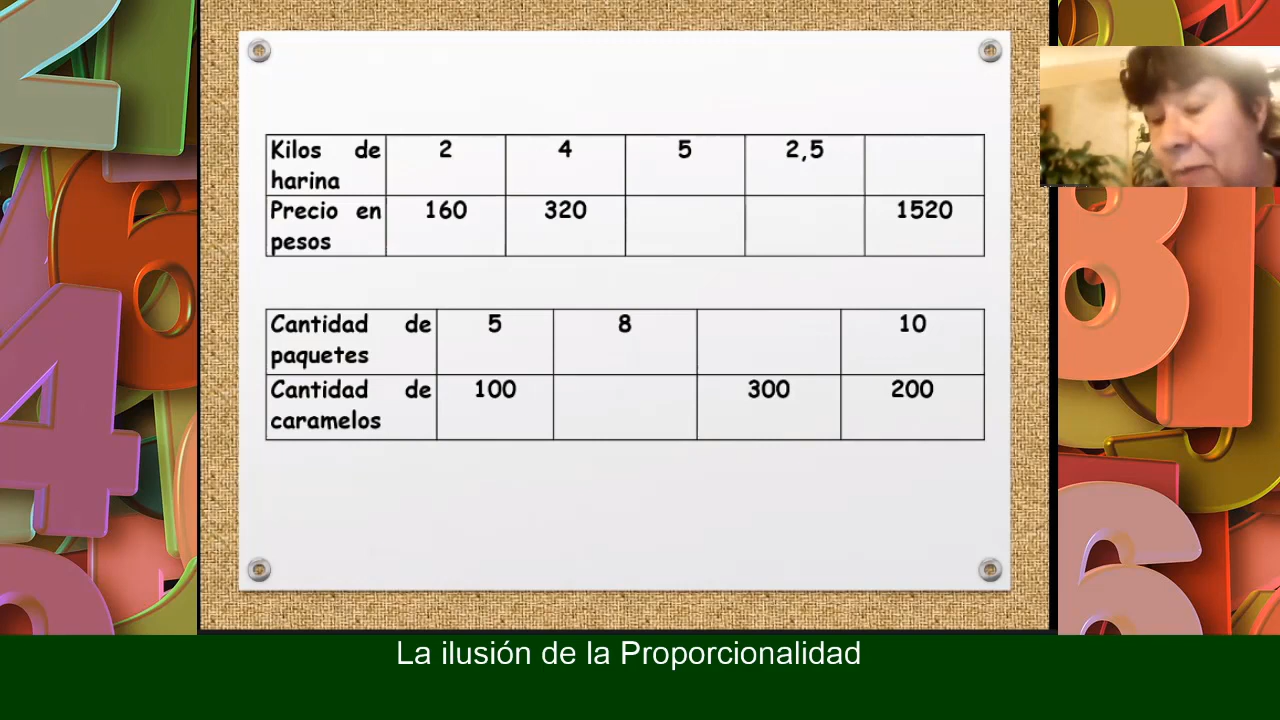 Kilos de 2 4 5 2,5
harina
Precio en 160 320 1520
pesos
Cantidad de 5 8 10
paquetes
Cantidad de 100 300 200
caramelos
La ilusión de la Proporcionalidad